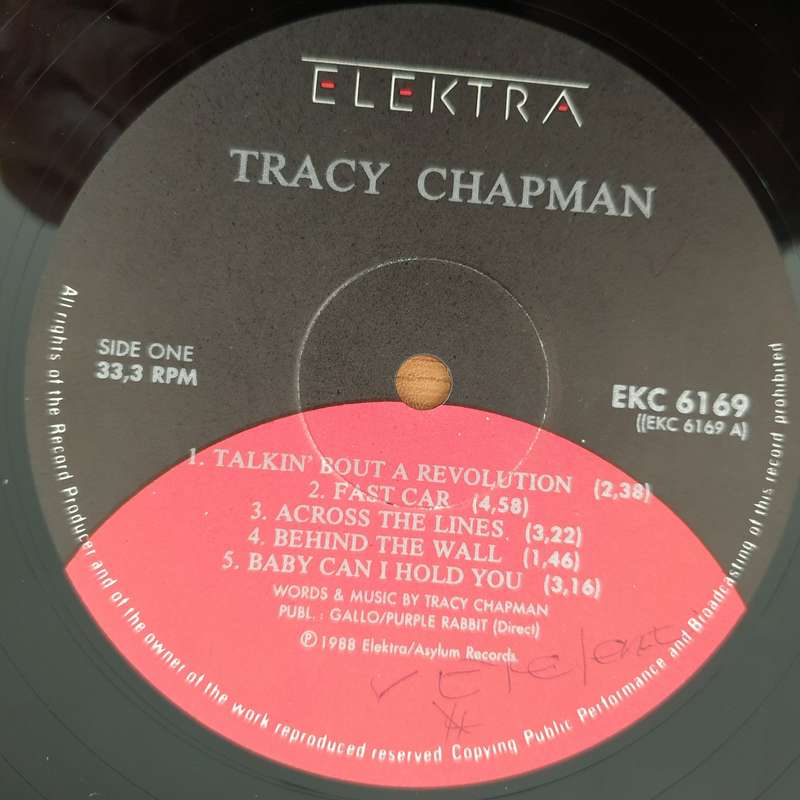 ELEKTRA
TRACY CHAPMAN
SIDE ONE
33,3 RPM
EKC 6169
((EKC 6169 A)
1. TALKIN' BOUT A REVOLUTION (2,38)
2. FAST CAR (4,58)
3. ACROSS THE LINES (3,22)
4. BEHIND THE WALL (1,46)
5. BABY CAN I HOLD YOU (3,16)
WORDS & MUSIC BY TRACY CHAPMAN
PUBL.: GALLO/PURPLE RABBIT (Direct)
℗ 1988 Elektra/Asylum Records
All rights of the Record Producer and of the owner of the work reproduced reserved Copying Public Performance and Broadcasting of this record prohibited